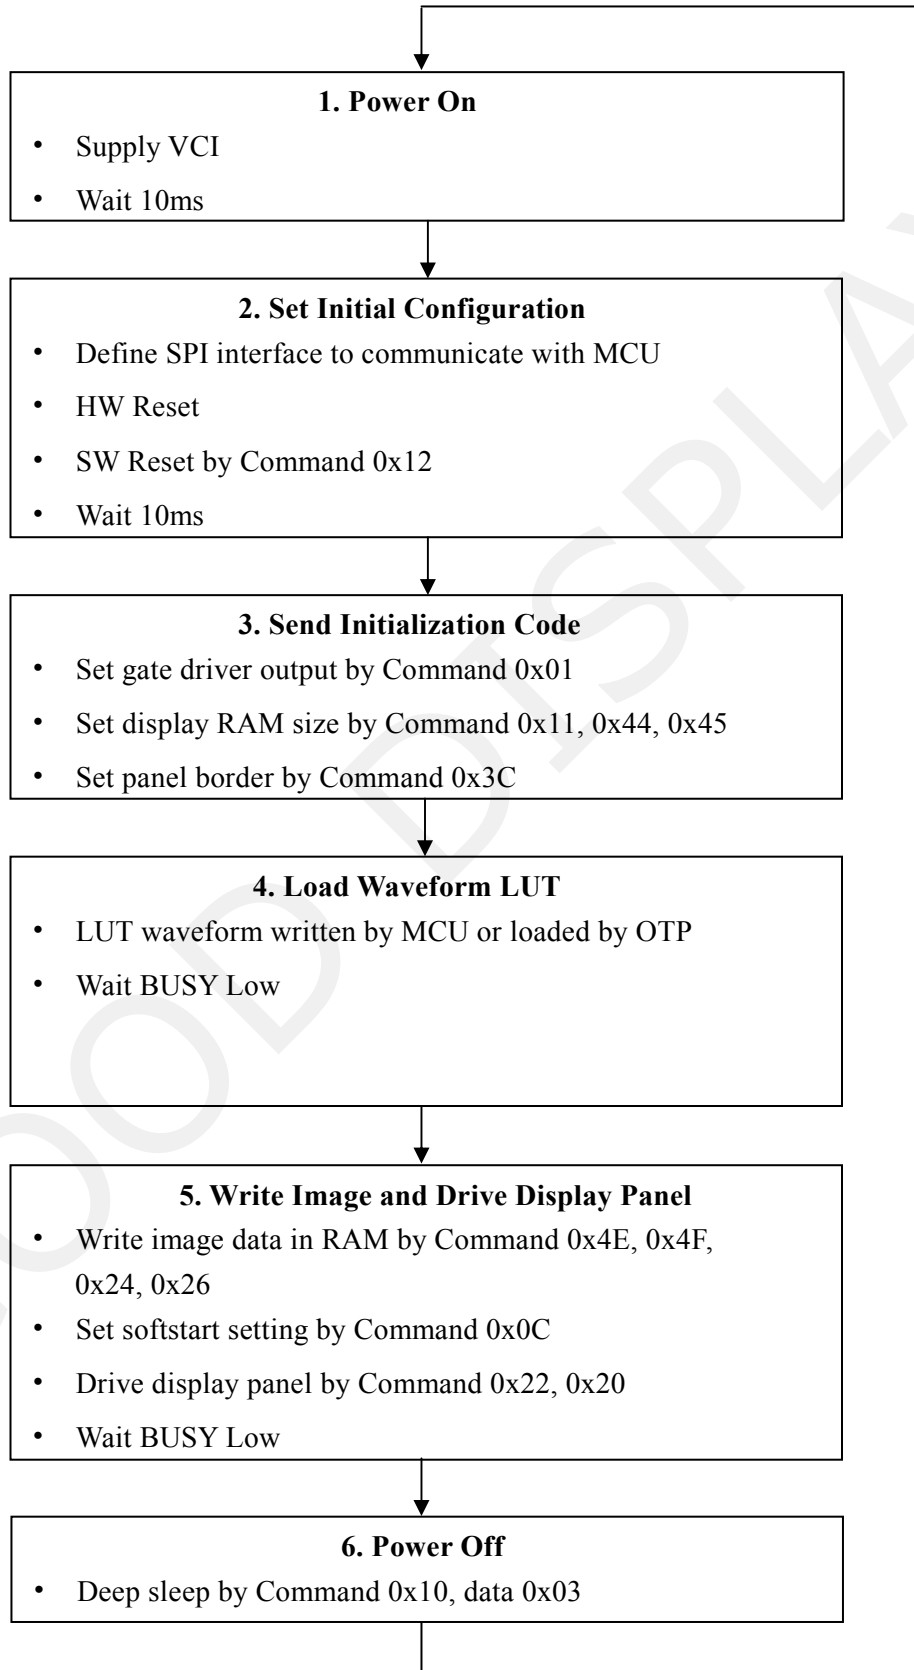 1. Power On
• Supply VCI
• Wait 10ms
2. Set Initial Configuration
• Define SPI interface to communicate with MCU
• HW Reset
• SW Reset by Command 0x12
• Wait 10ms
3. Send Initialization Code
• Set gate driver output by Command 0x01
• Set display RAM size by Command 0x11, 0x44, 0x45
• Set panel border by Command 0x3C
4. Load Waveform LUT
• LUT waveform written by MCU or loaded by OTP
• Wait BUSY Low
5. Write Image and Drive Display Panel
• Write image data in RAM by Command 0x4E, 0x4F,
0x24, 0x26
• Set softstart setting by Command 0x0C
• Drive display panel by Command 0x22, 0x20
• Wait BUSY Low
6. Power Off
• Deep sleep by Command 0x10, data 0x03
OOD DISPLA